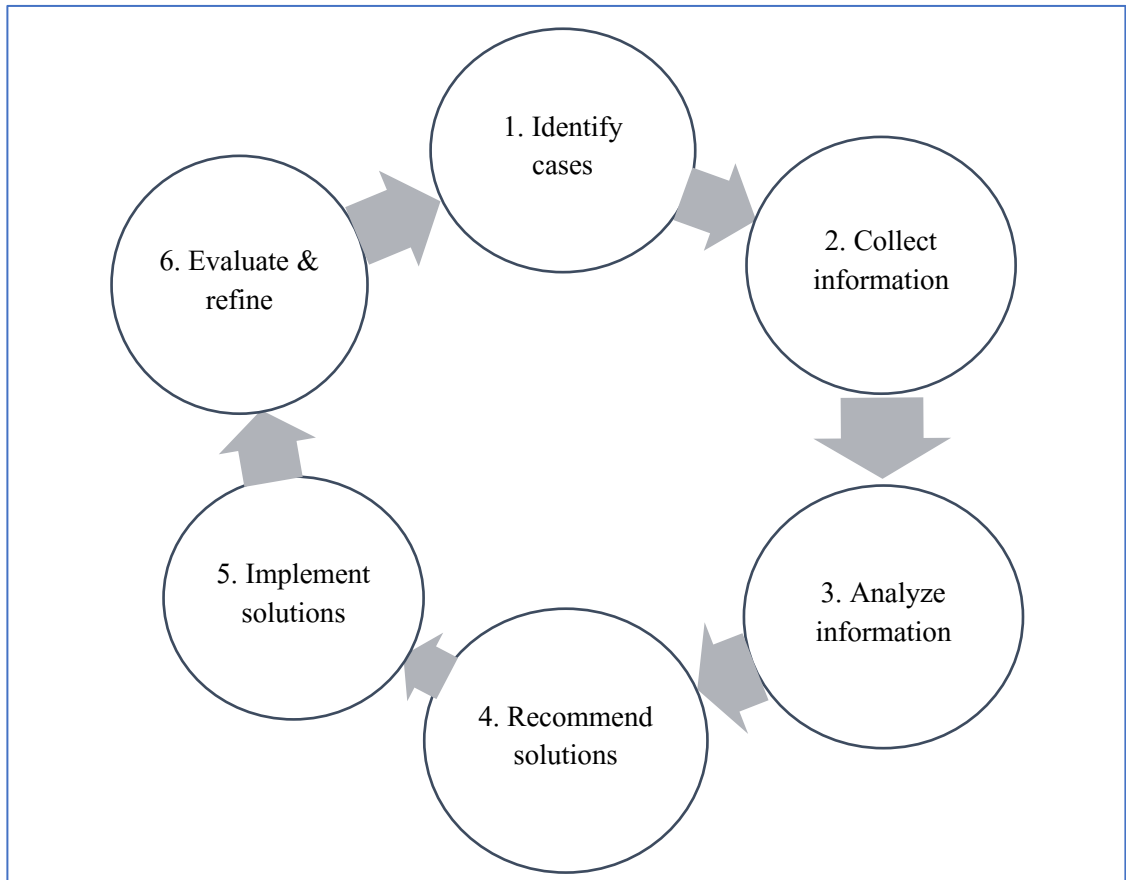 1. Identify
cases
2. Collect
information
3. Analyze
information
4. Recommend
solutions
5. Implement
solutions
6. Evaluate &
refine